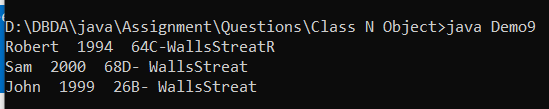 D:\DBDA\java\Assignment\Questions\Class N Object>java Demo9
Robert  1994  64C-WallsStreatR
Sam  2000  68D- WallsStreat
John  1999  26B- WallsStreat